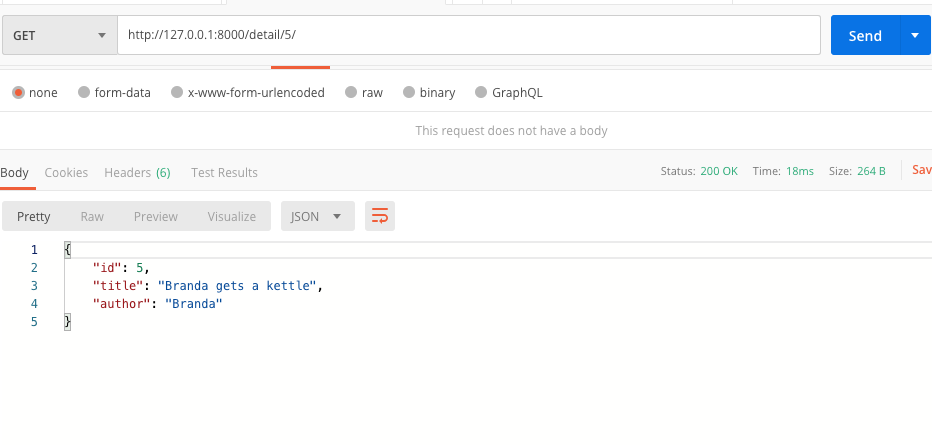 GET http://127.0.0.1:8000/detail/5/ Send
none form-data x-www-form-urlencoded raw binary GraphQL
This request does not have a body
Body Cookies Headers (6) Test Results Status: 200 OK Time: 18ms Size: 264 B Sav
Pretty Raw Preview Visualize JSON
1 {
2 "id": 5,
3 "title": "Branda gets a kettle",
4 "author": "Branda"
5 }